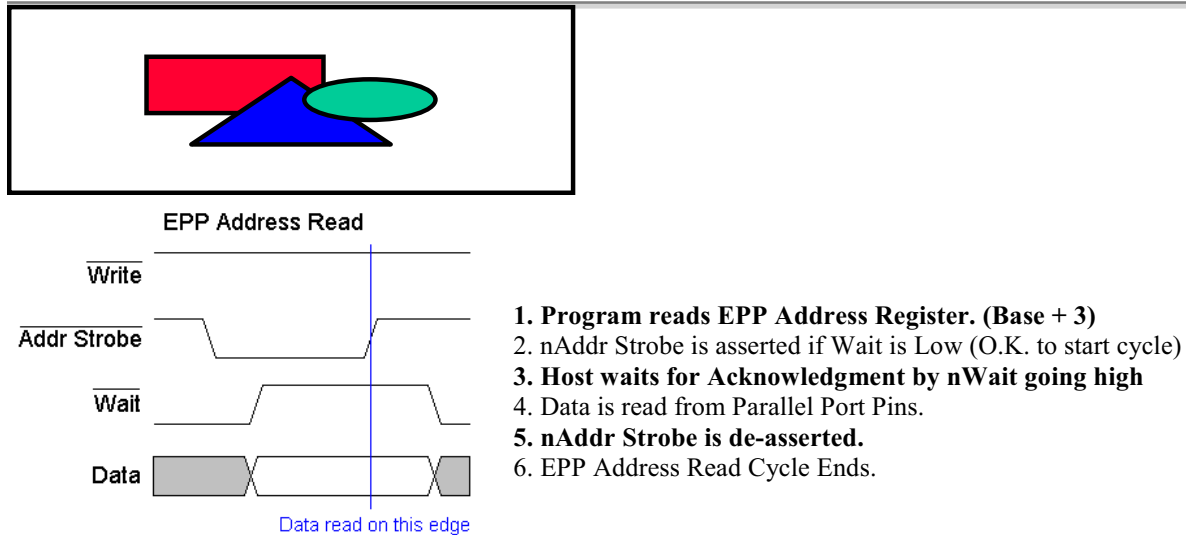 EPP Address Read
Write
Addr Strobe
Wait
Data
Data read on this edge
1. Program reads EPP Address Register. (Base + 3)
2. nAddr Strobe is asserted if Wait is Low (O.K. to start cycle)
3. Host waits for Acknowledgment by nWait going high
4. Data is read from Parallel Port Pins.
5. nAddr Strobe is de-asserted.
6. EPP Address Read Cycle Ends.